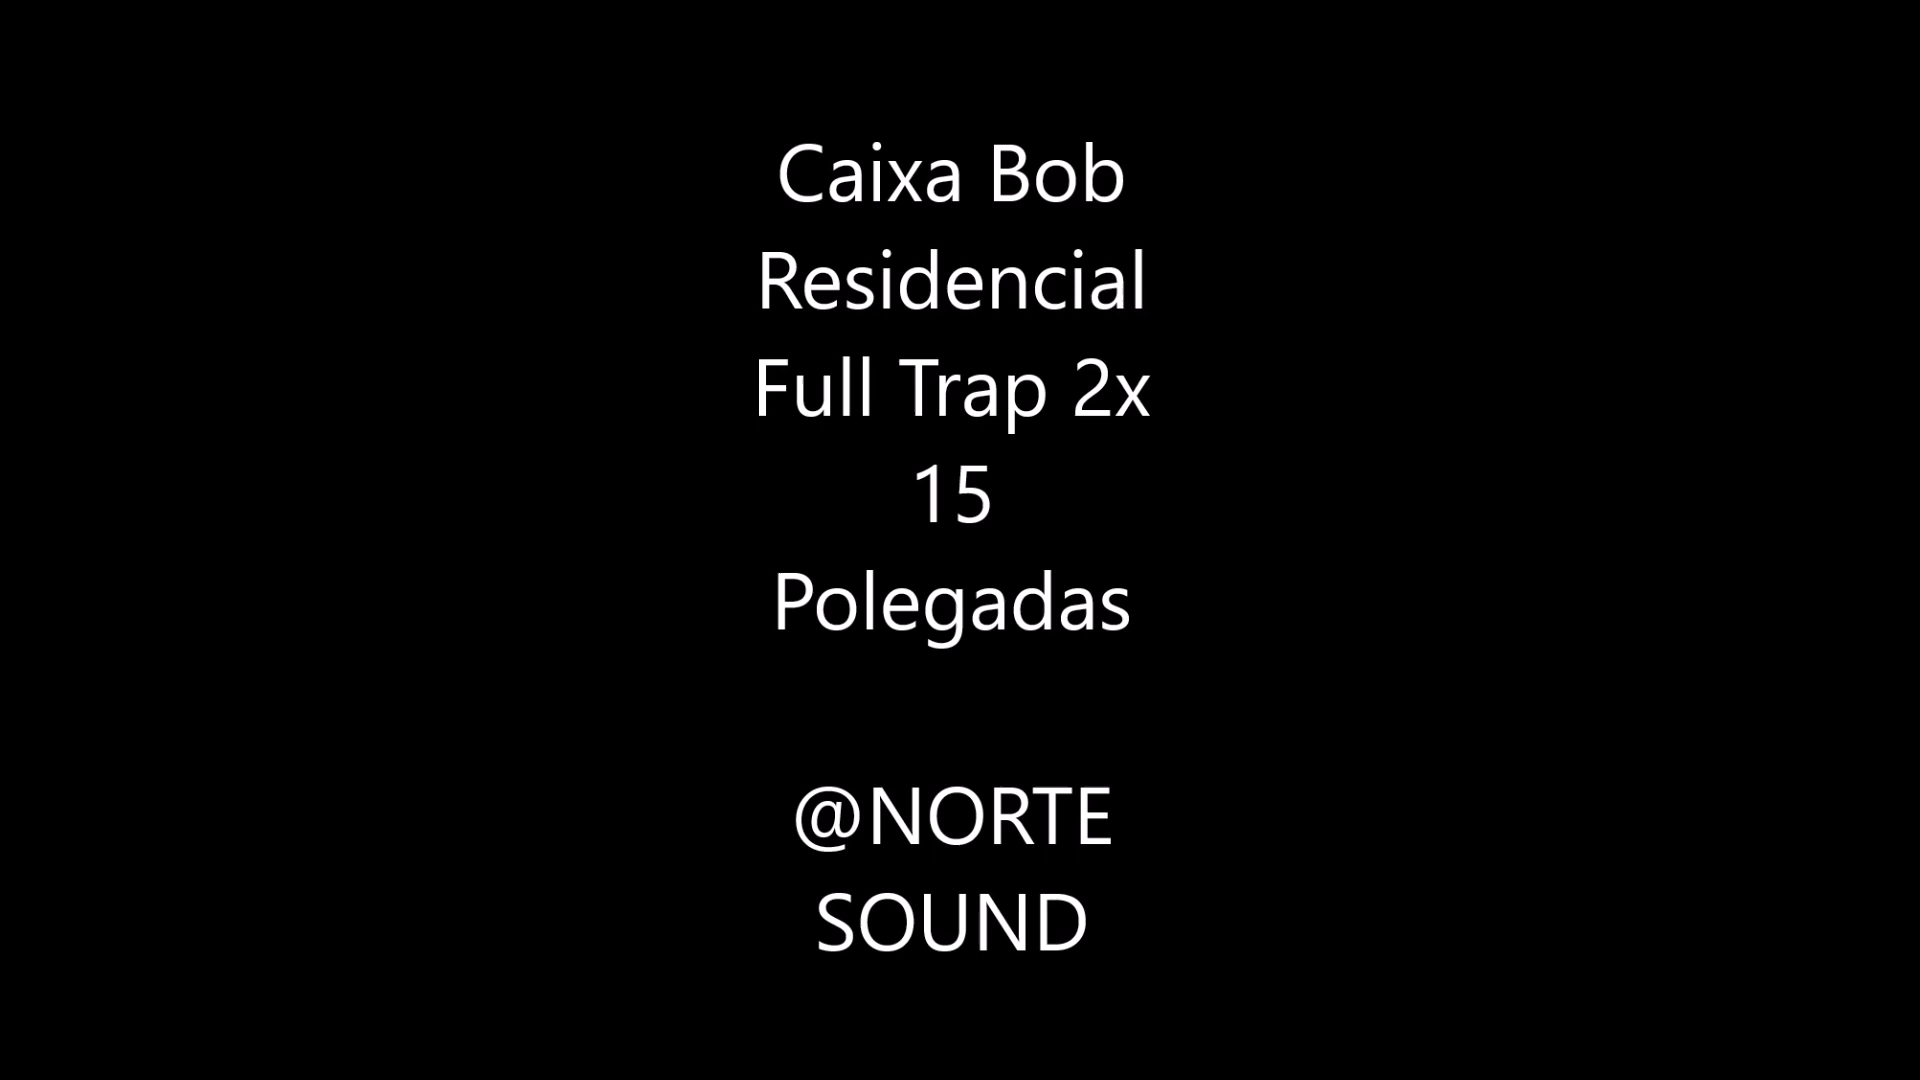 Caixa Bob
Residencial
Full Trap 2x
15
Polegadas
@NORTE
SOUND